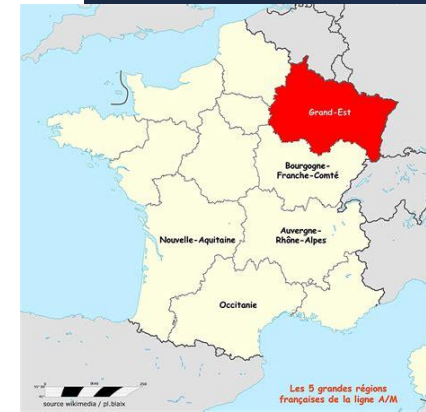 Grand-Est
Bourgogne-
Franche-Comté
Nouvelle-Aquitaine
Auvergne-
Rhône-Alpes
Occitanie
Les 5 grandes régions
françaises de la ligne A/M
source wikimedia / pl.blaix